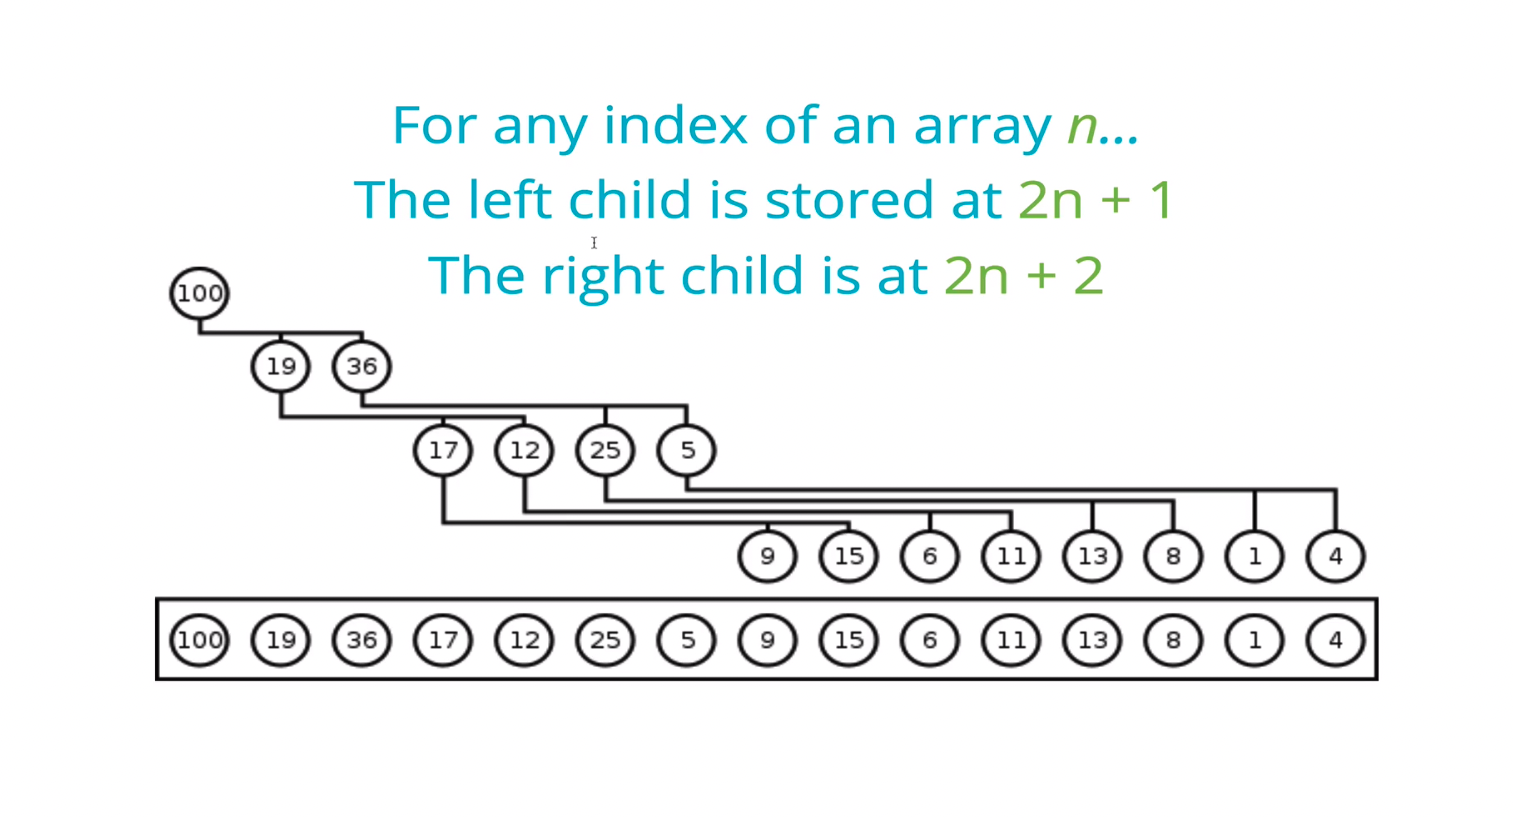 For any index of an array n...
The left child is stored at 2n + 1
The right child is at 2n + 2
100
19 36
17 12 25 5
9 15 6 11 13 8 1 4
100 19 36 17 12 25 5 9 15 6 11 13 8 1 4